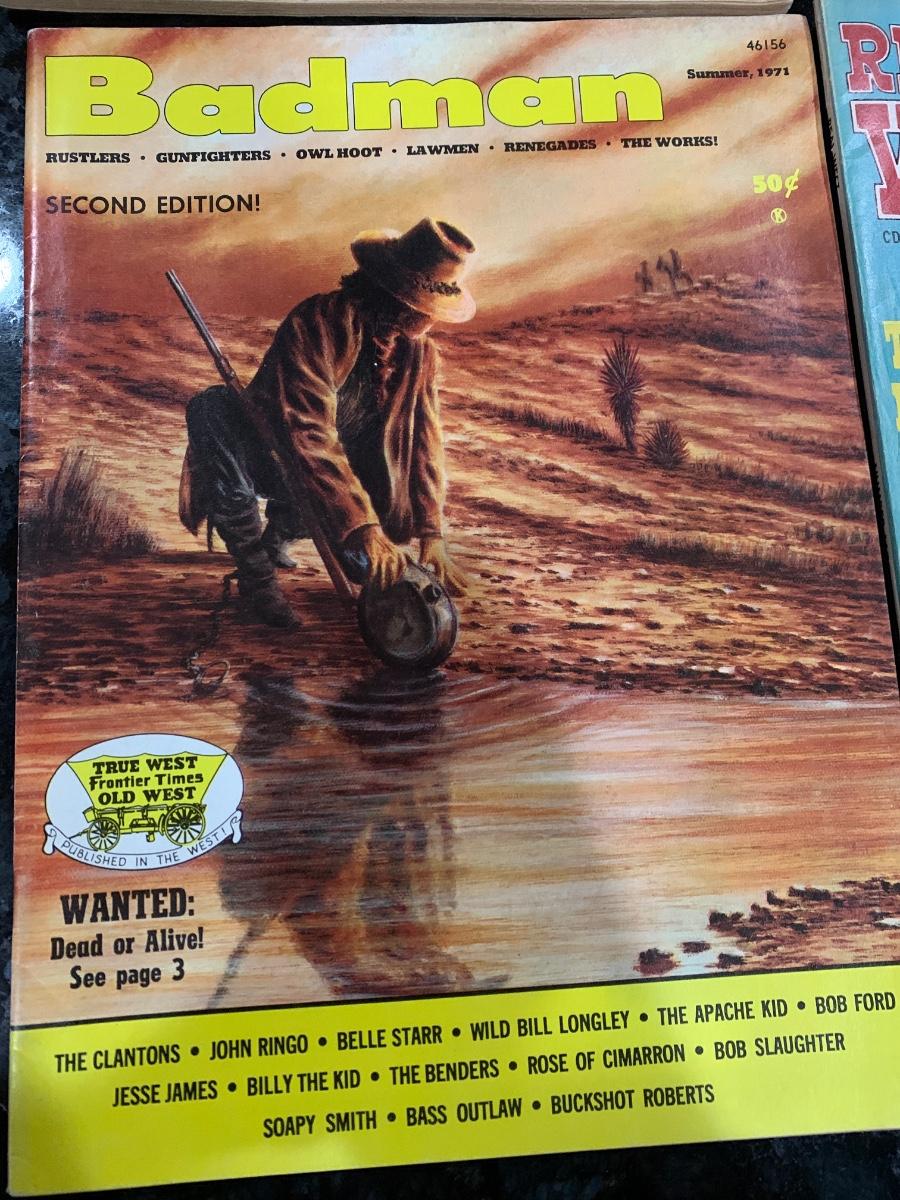 46156
Badman
Summer, 1971
RUSTLERS • GUNFIGHTERS • OWL HOOT • LAWMEN • RENEGADES • THE WORKS!
50¢
K
SECOND EDITION!
TRUE WEST
Frontier Times
OLD WEST
PUBLISHED IN THE WEST!
WANTED:
Dead or Alive!
See page 3
THE CLANTONS • JOHN RINGO • BELLE STARR • WILD BILL LONGLEY • THE APACHE KID • BOB FORD
JESSE JAMES • BILLY THE KID • THE BENDERS • ROSE OF CIMARRON • BOB SLAUGHTER
SOAPY SMITH • BASS OUTLAW • BUCKSHOT ROBERTS